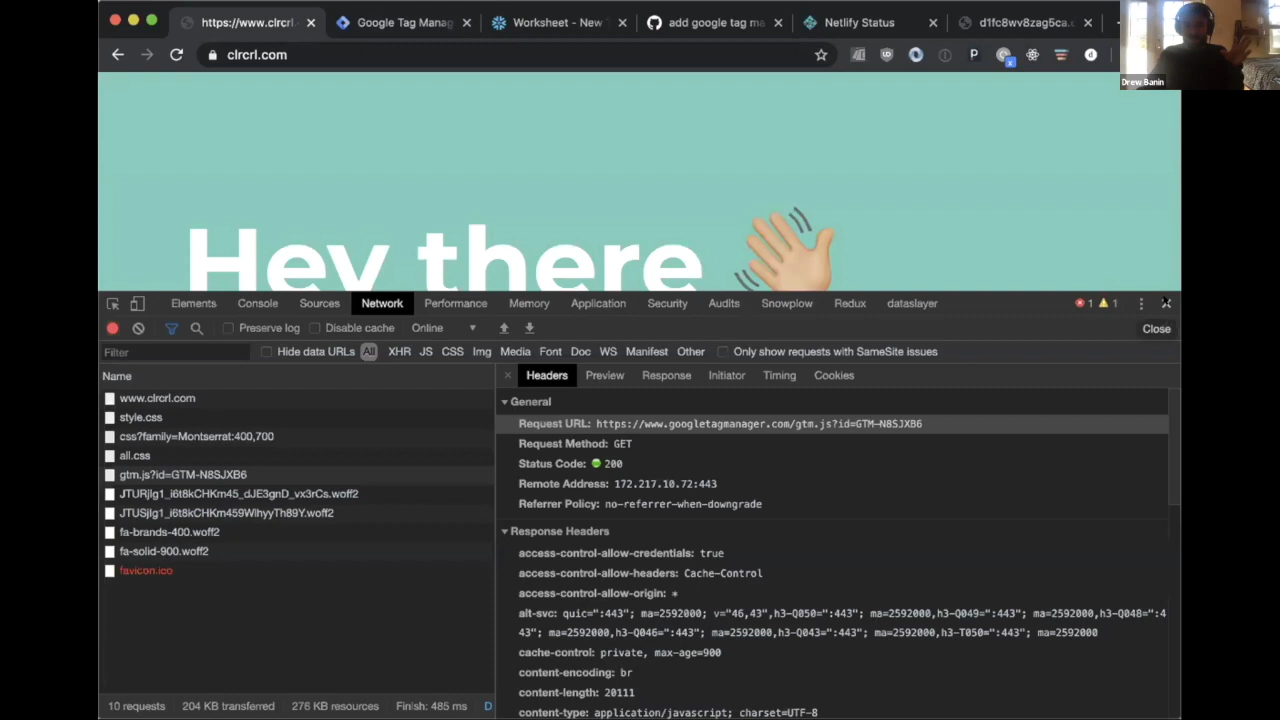 https://www.clrcrl.
Google Tag Manag
Worksheet - New
add google tag ma
Netlify Status
d1fc8wv8zag5ca.
clrcrl.com
Drew Banin
Hey there
Elements Console Sources Network Performance Memory Application Security Audits Snowplow Redux dataslayer 1 1
Preserve log Disable cache Online
Close
Filter Hide data URLs All XHR JS CSS Img Media Font Doc WS Manifest Other Only show requests with SameSite issues
Name
www.clrcrl.com
style.css
css?family=Montserrat:400,700
all.css
gtm.js?id=GTM-N8SJXB6
JTURjIg1_i6t8kCHKm45_dJE3gnD_vx3rCs.woff2
JTUSjIg1_i6t8kCHKm459WlhyyTh89Y.woff2
fa-brands-400.woff2
fa-solid-900.woff2
favicon.ico
10 requests 204 KB transferred 276 KB resources Finish: 485 ms D
Headers Preview Response Initiator Timing Cookies
General
Request URL: https://www.googletagmanager.com/gtm.js?id=GTM-N8SJXB6
Request Method: GET
Status Code: 200
Remote Address: 172.217.10.72:443
Referrer Policy: no-referrer-when-downgrade
Response Headers
access-control-allow-credentials: true
access-control-allow-headers: Cache-Control
access-control-allow-origin: *
alt-svc: quic=":443"; ma=2592000; v="46,43",h3-Q050=":443"; ma=2592000,h3-Q049=":443"; ma=2592000,h3-Q048=":4
43"; ma=2592000,h3-Q046=":443"; ma=2592000,h3-Q043=":443"; ma=2592000,h3-T050=":443"; ma=2592000
cache-control: private, max-age=900
content-encoding: br
content-length: 20111
content-type: application/javascript; charset=UTF-8